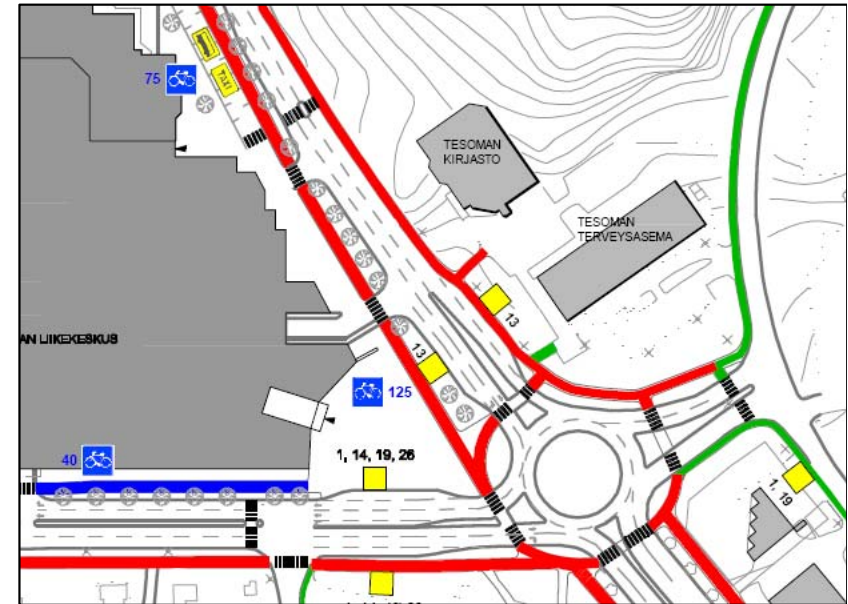 TAXI
75
TESOMAN
KIRJASTO
TESOMAN
TERVEYSASEMA
13
AN LIIKEKESKUS
13
125
40
1, 14, 19, 26
1, 19